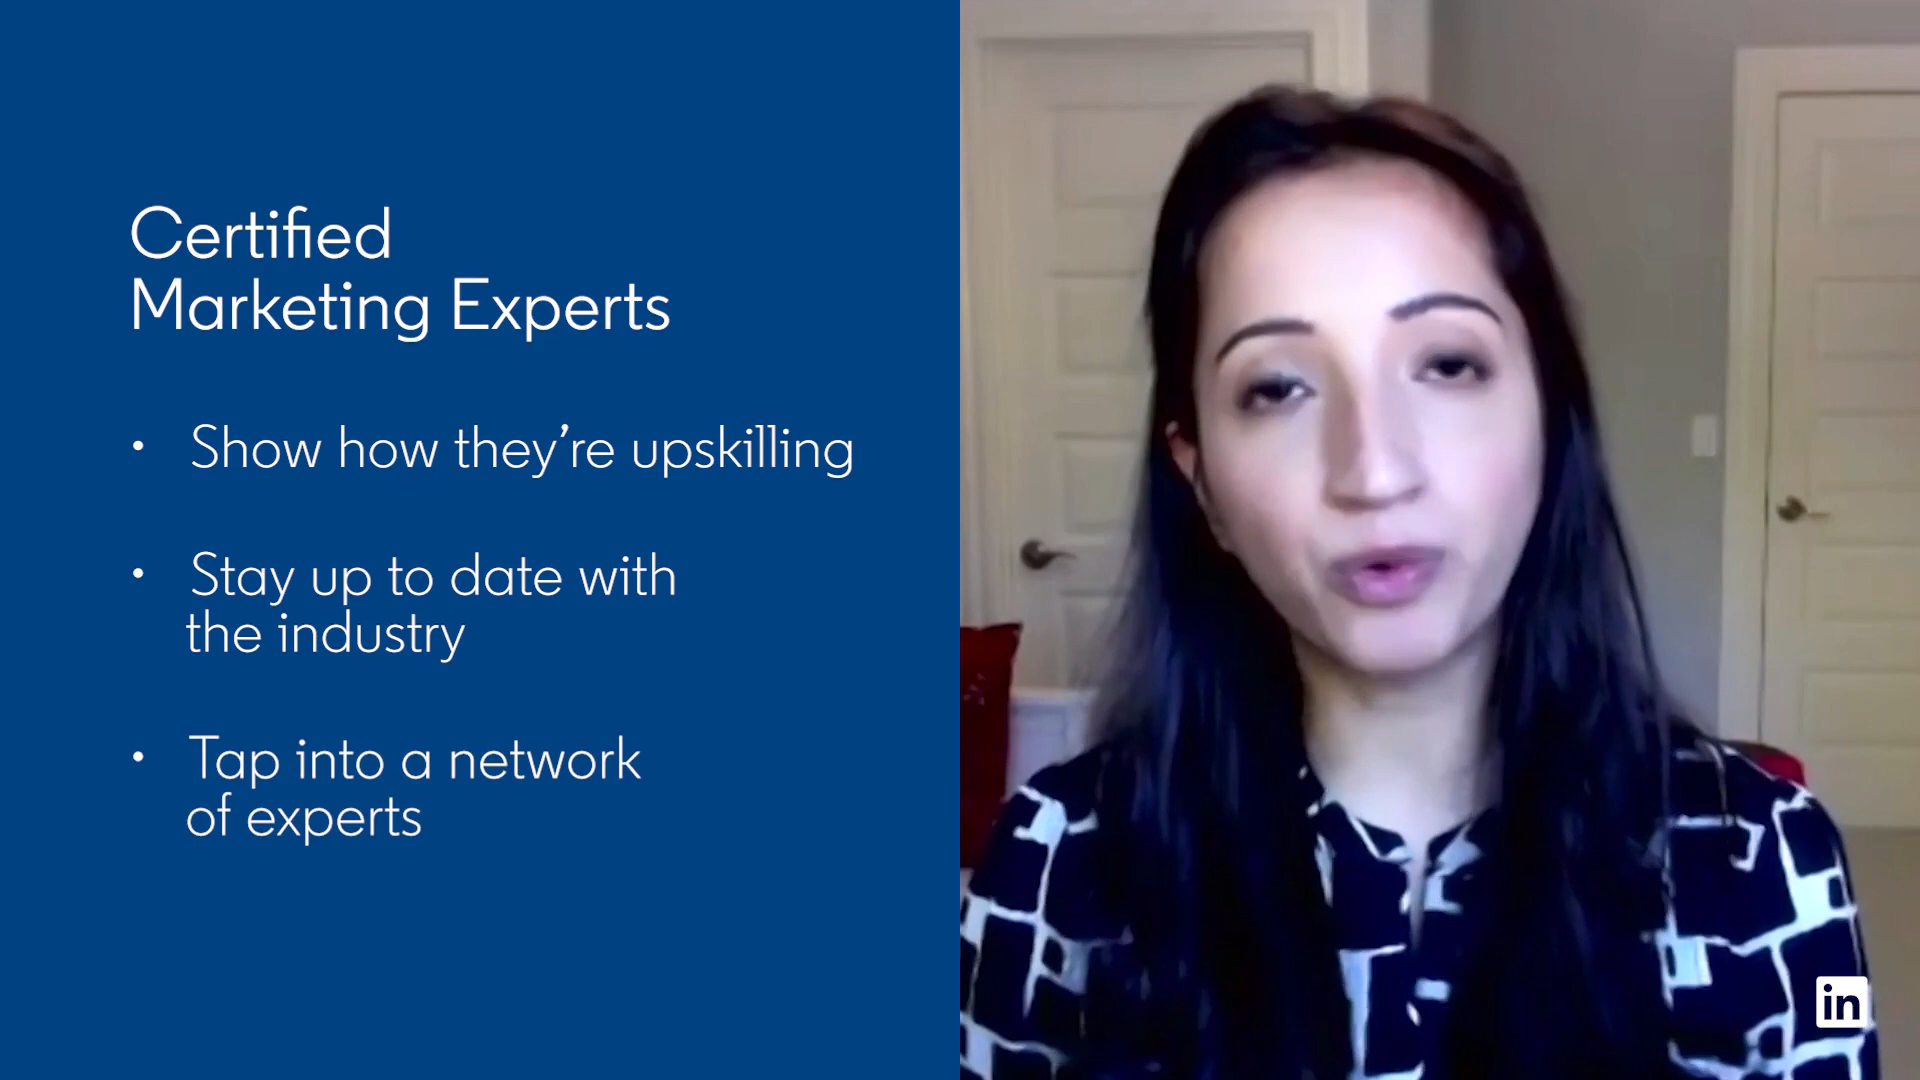 Certified
Marketing Experts
• Show how they’re upskilling
• Stay up to date with
the industry
• Tap into a network
of experts
in